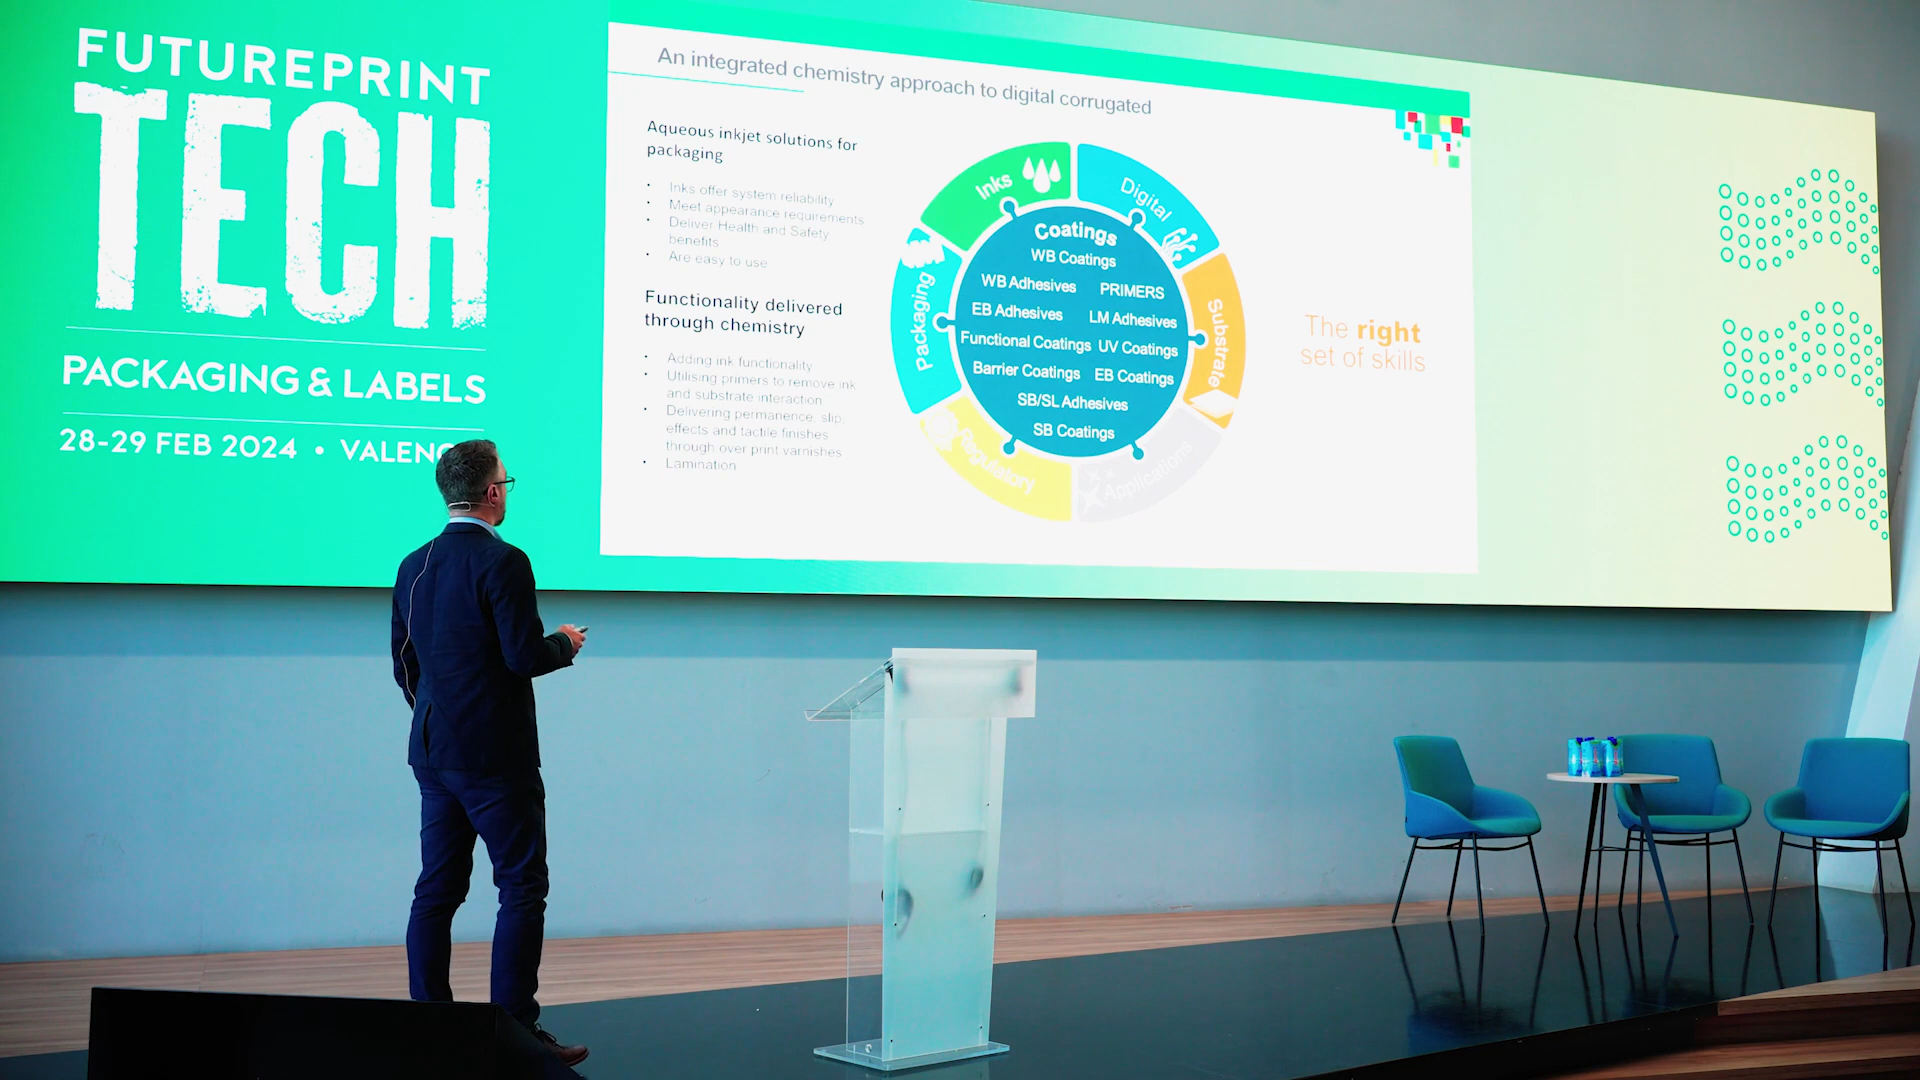 FUTUREPRINT
TECH
PACKAGING & LABELS
28-29 FEB 2024 • VALENC
An integrated chemistry approach to digital corrugated
Aqueous inkjet solutions for
packaging
• Inks offer system reliability
• Meet appearance requirements
• Deliver Health and Safety
benefits
• Are easy to use
Functionality delivered
through chemistry
• Adding ink functionality
• Utilising primers to remove ink
and substrate interaction
• Delivering permanence, slip,
effects and tactile finishes
through over print varnishes
• Lamination
Inks
Digital
Substrate
Applications
Regulatory
Packaging
Coatings
WB Coatings
WB Adhesives PRIMERS
EB Adhesives LM Adhesives
Functional Coatings UV Coatings
Barrier Coatings EB Coatings
SB/SL Adhesives
SB Coatings
The right
set of skills